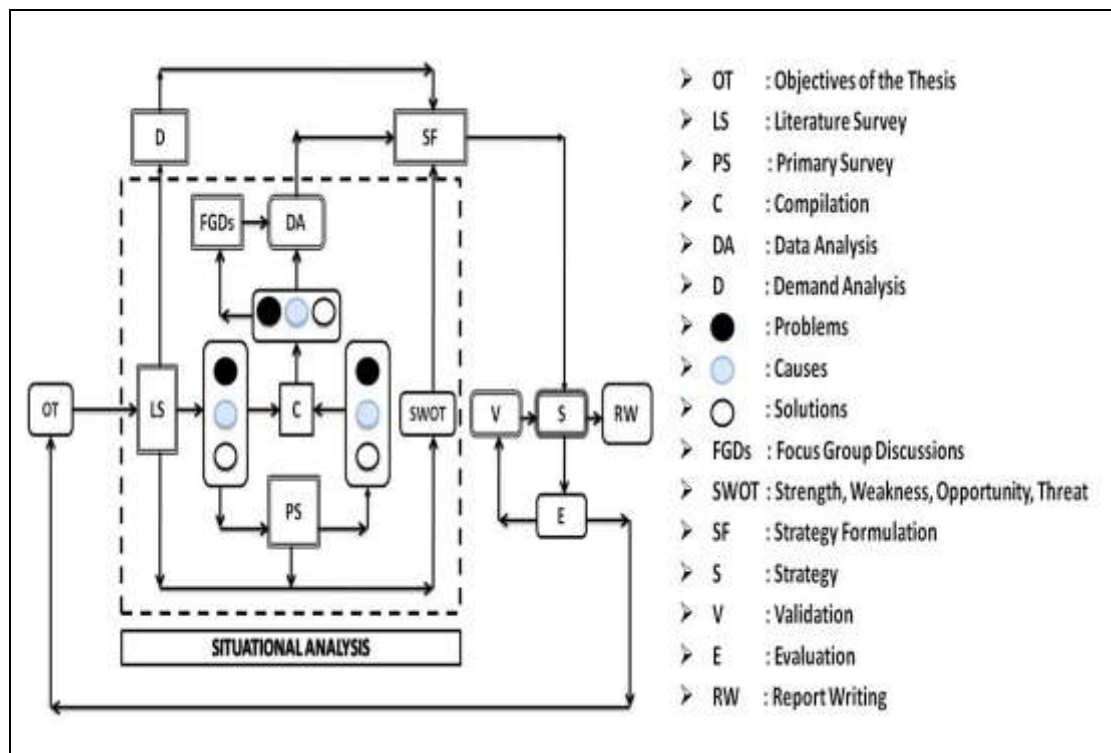 D
SF
FGDs
DA
OT
LS
C
SWOT
V
S
RW
PS
E
SITUATIONAL ANALYSIS
➢ OT : Objectives of the Thesis
➢ LS : Literature Survey
➢ PS : Primary Survey
➢ C : Compilation
➢ DA : Data Analysis
➢ D : Demand Analysis
➢ : Problems
➢ : Causes
➢ : Solutions
➢ FGDs : Focus Group Discussions
➢ SWOT : Strength, Weakness, Opportunity, Threat
➢ SF : Strategy Formulation
➢ S : Strategy
➢ V : Validation
➢ E : Evaluation
➢ RW : Report Writing